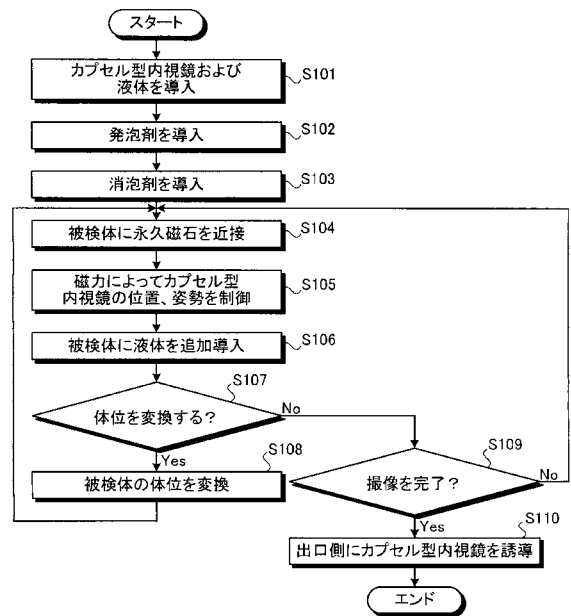 スタート
カプセル型内視鏡および
液体を導入
S101
発泡剤を導入
S102
消泡剤を導入
S103
被検体に永久磁石を近接
S104
磁力によってカプセル型
内視鏡の位置、姿勢を制御
S105
被検体に液体を追加導入
S106
体位を変換する?
S107
No
Yes
被検体の体位を変換
S108
撮像を完了?
S109
No
Yes
出口側にカプセル型内視鏡を誘導
S110
エンド